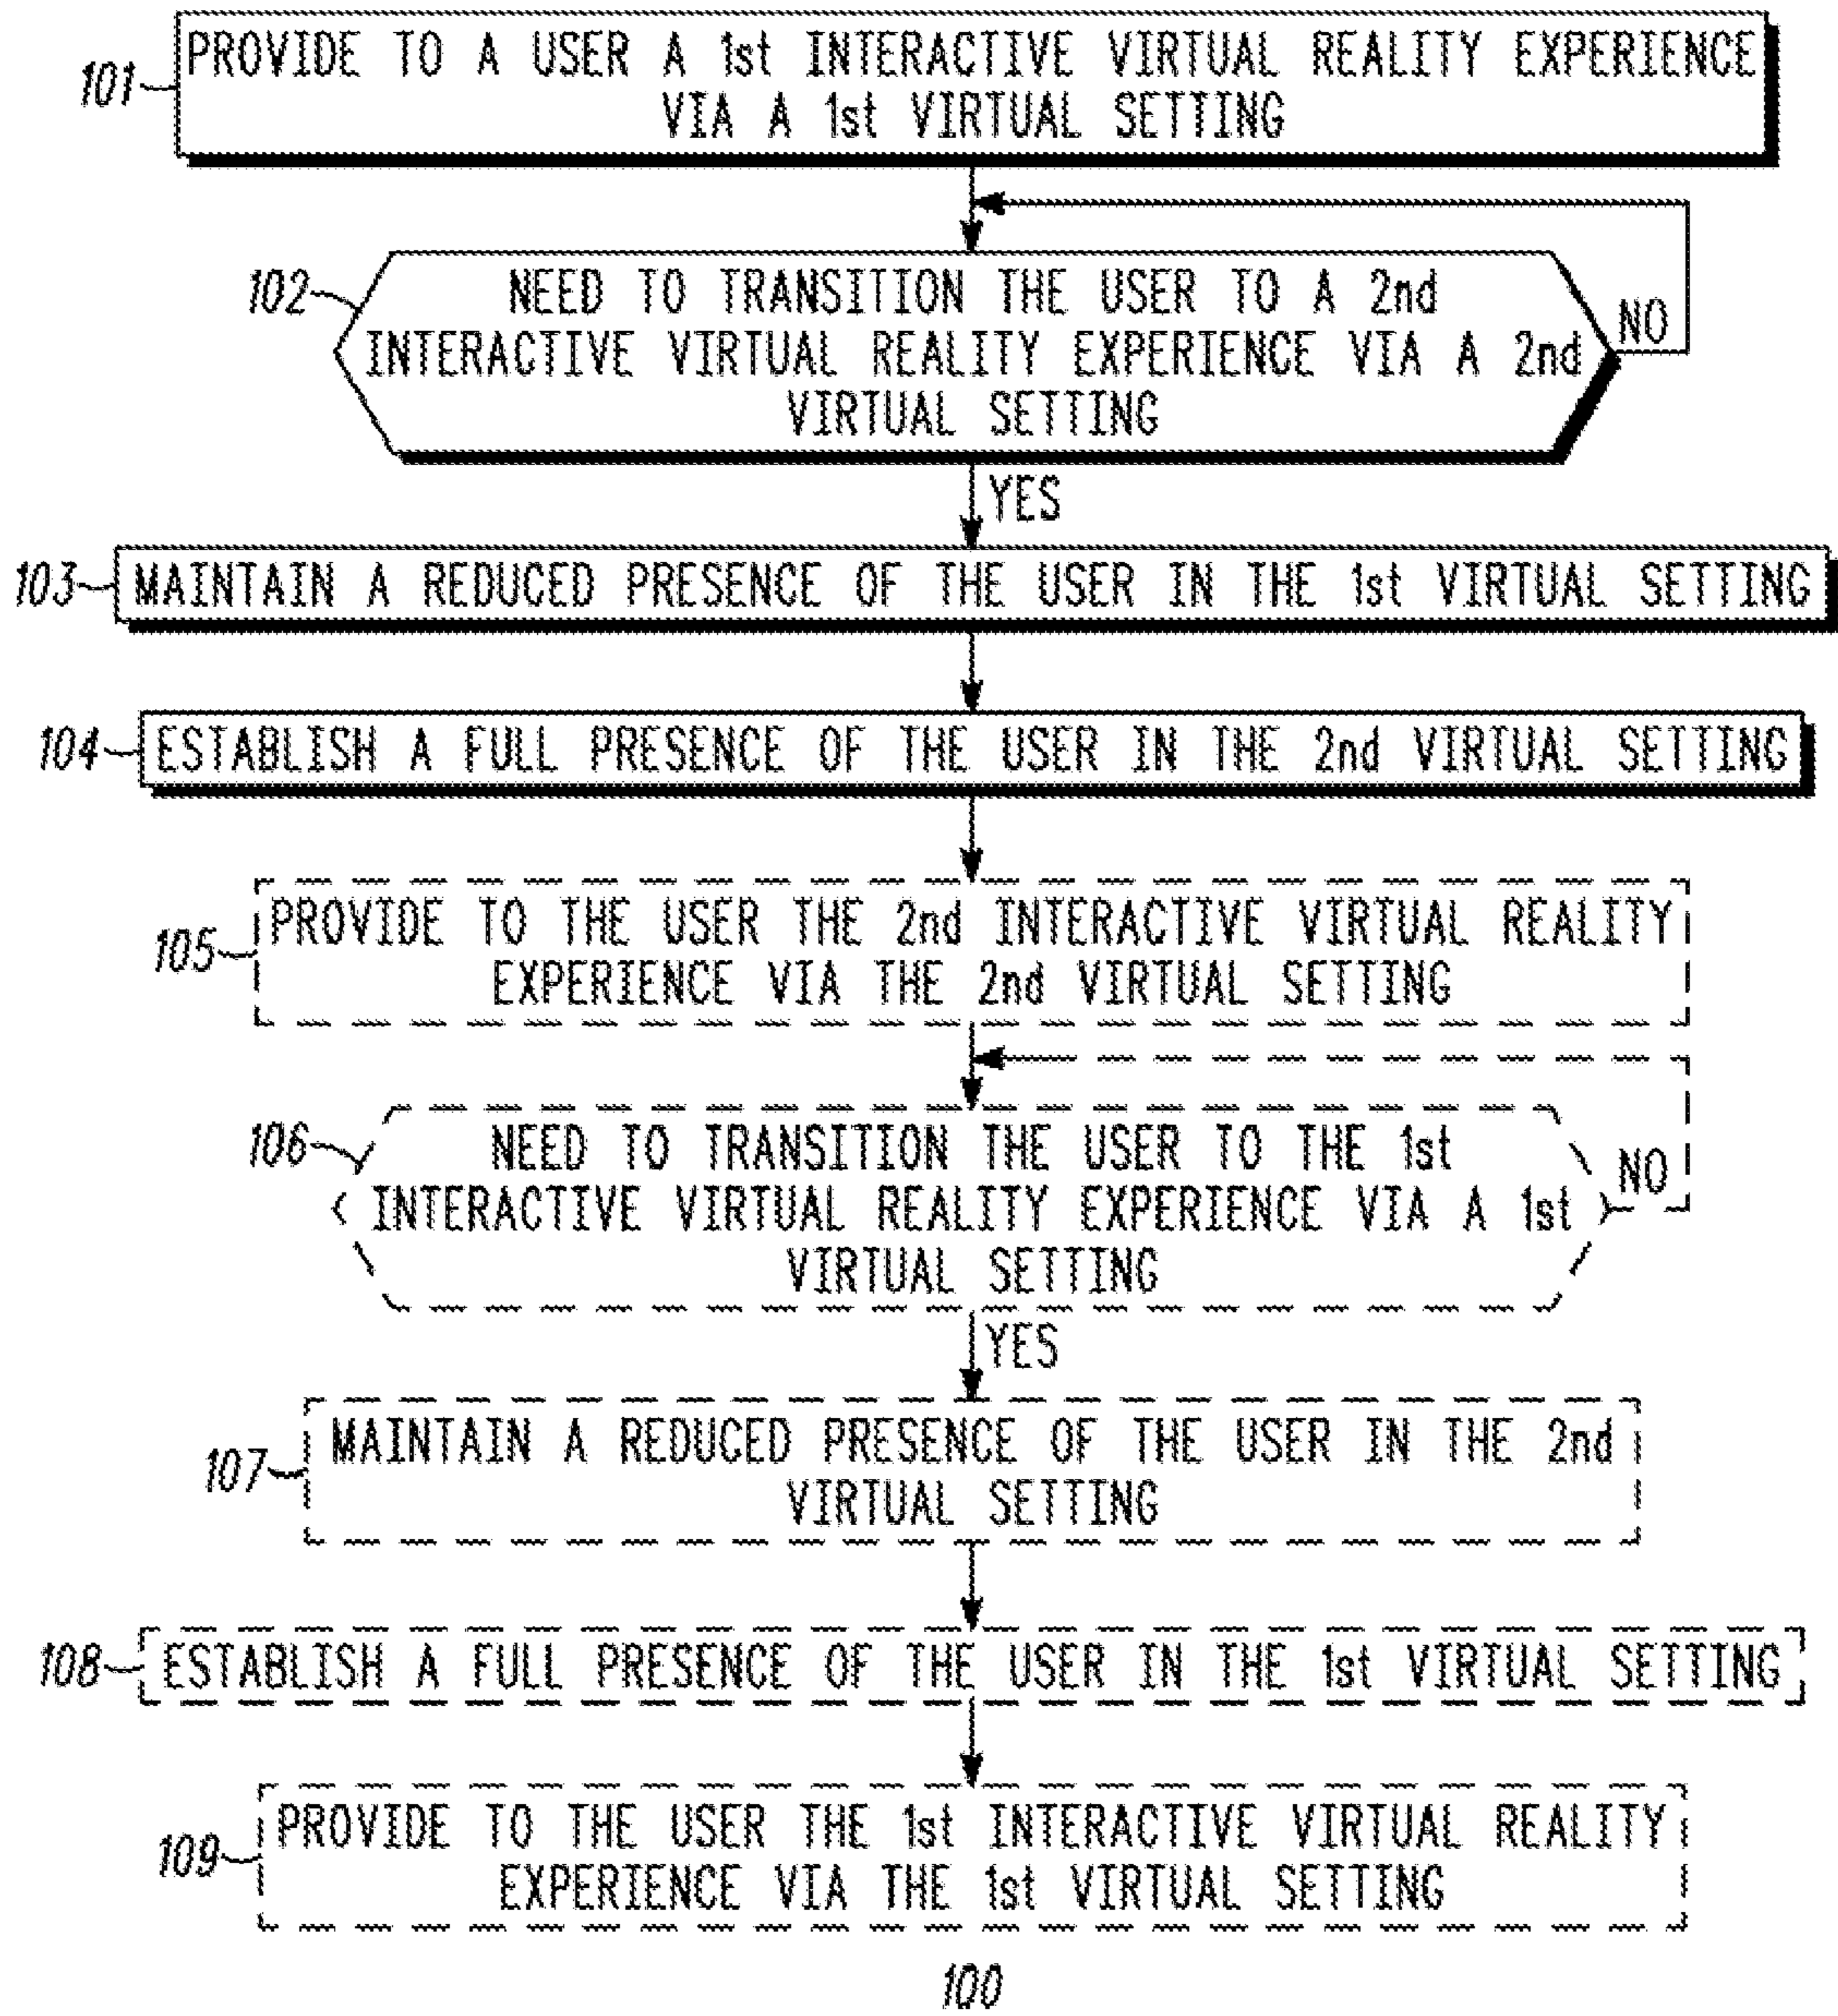 101
PROVIDE TO A USER A 1st INTERACTIVE VIRTUAL REALITY EXPERIENCE
VIA A 1st VIRTUAL SETTING
102
NEED TO TRANSITION THE USER TO A 2nd
INTERACTIVE VIRTUAL REALITY EXPERIENCE VIA A 2nd
VIRTUAL SETTING
NO
YES
103
MAINTAIN A REDUCED PRESENCE OF THE USER IN THE 1st VIRTUAL SETTING
104
ESTABLISH A FULL PRESENCE OF THE USER IN THE 2nd VIRTUAL SETTING
105
PROVIDE TO THE USER THE 2nd INTERACTIVE VIRTUAL REALITY
EXPERIENCE VIA THE 2nd VIRTUAL SETTING
106
NEED TO TRANSITION THE USER TO THE 1st
INTERACTIVE VIRTUAL REALITY EXPERIENCE VIA A 1st
VIRTUAL SETTING
NO
YES
107
MAINTAIN A REDUCED PRESENCE OF THE USER IN THE 2nd
VIRTUAL SETTING
108
ESTABLISH A FULL PRESENCE OF THE USER IN THE 1st VIRTUAL SETTING
109
PROVIDE TO THE USER THE 1st INTERACTIVE VIRTUAL REALITY
EXPERIENCE VIA THE 1st VIRTUAL SETTING
100